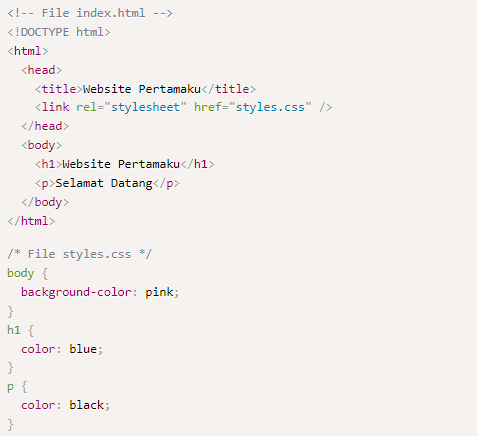 <!-- File index.html -->
<!DOCTYPE html>
<html>
  <head>
    <title>Website Pertamaku</title>
    <link rel="stylesheet" href="styles.css" />
  </head>
  <body>
    <h1>Website Pertamaku</h1>
    <p>Selamat Datang</p>
  </body>
</html>

/* File styles.css */
body {
  background-color: pink;
}
h1 {
  color: blue;
}
p {
  color: black;
}